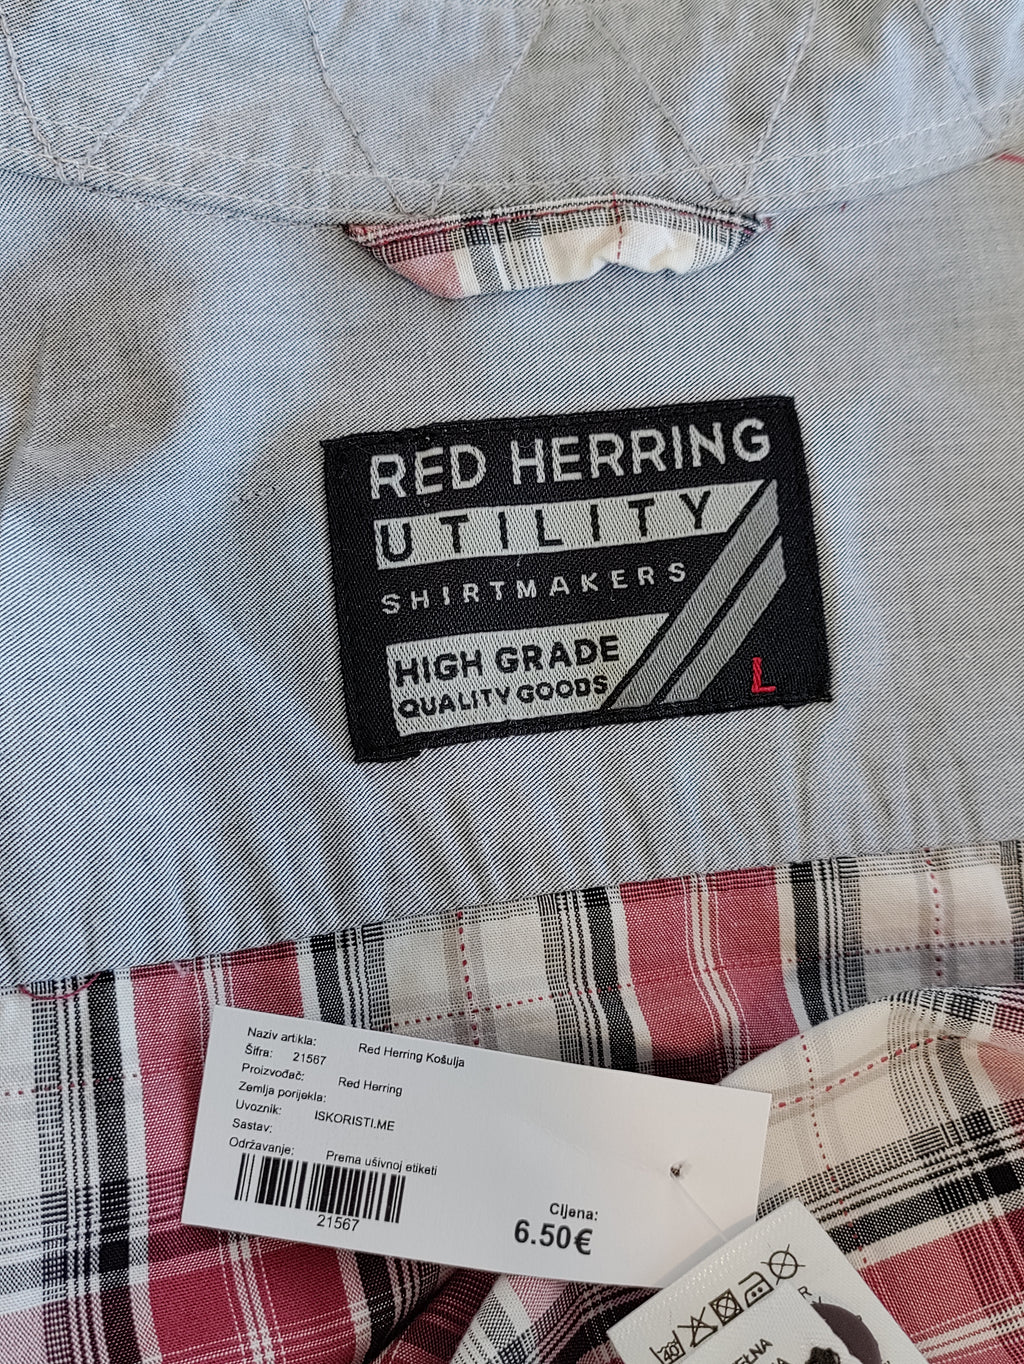 RED HERRING
UTILITY
SHIRTMAKERS
HIGH GRADE
QUALITY GOODS
L
Naziv artikla: Red Herring Košulja
Šifra: 21567
Proizvođač: Red Herring
Zemlja porijekla:
Uvoznik: ISKORISTI.ME
Sastav:
Održavanje: Prema ušivnoj etiketi
21567
Cijena:
6.50€
40